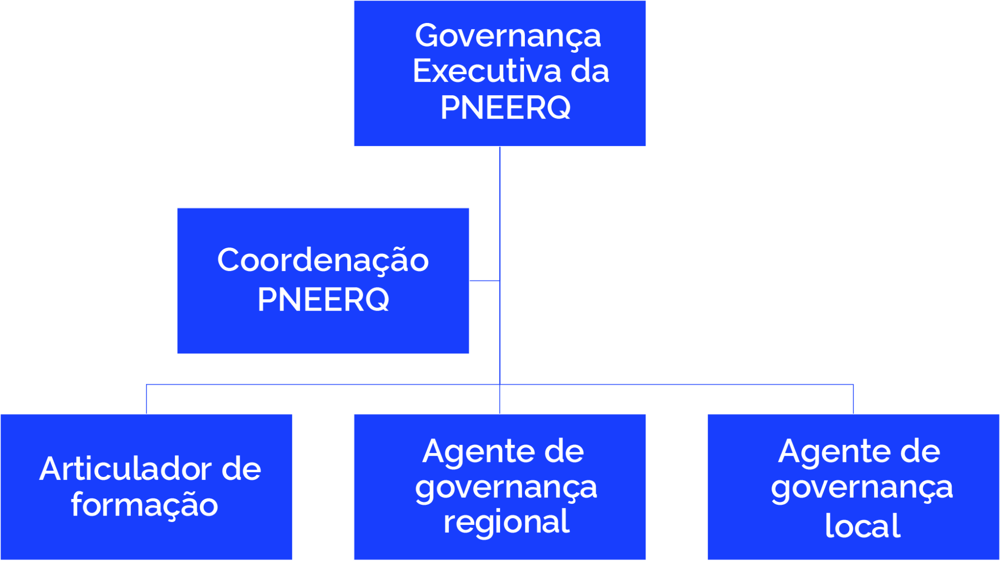 Governança
Executiva da
PNEERQ
Coordenação
PNEERQ
Articulador de
formação
Agente de
governança
regional
Agente de
governança
local